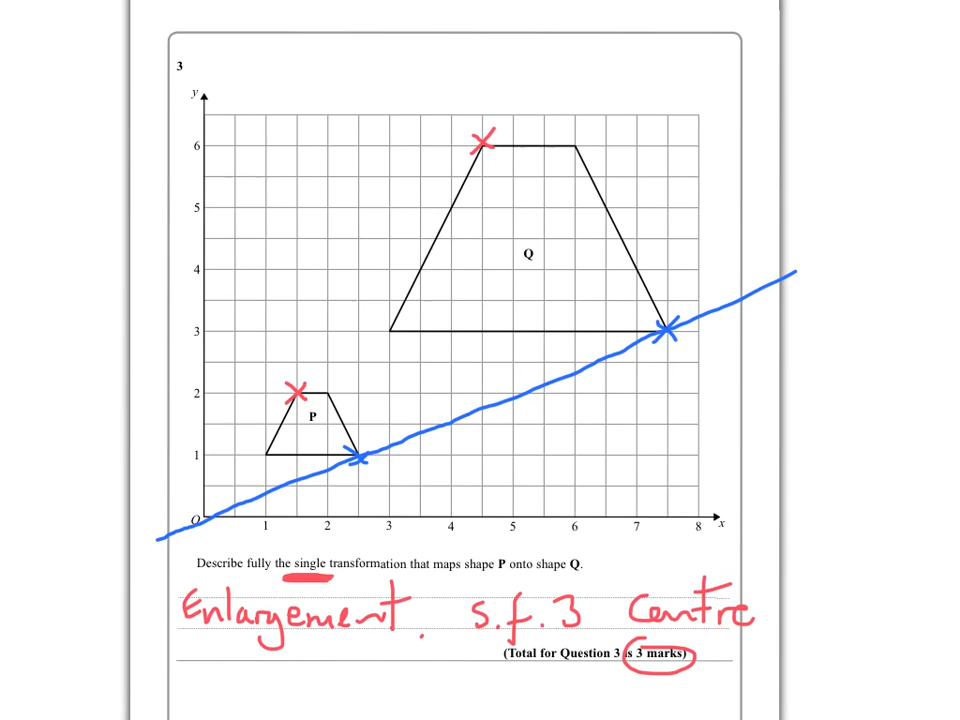 3
y
6
5
4
3
2
1
O
1 2 3 4 5 6 7 8 x
Q
P
Describe fully the single transformation that maps shape P onto shape Q.
Enlargement. s.f.3 Centre
(Total for Question 3 is 3 marks)